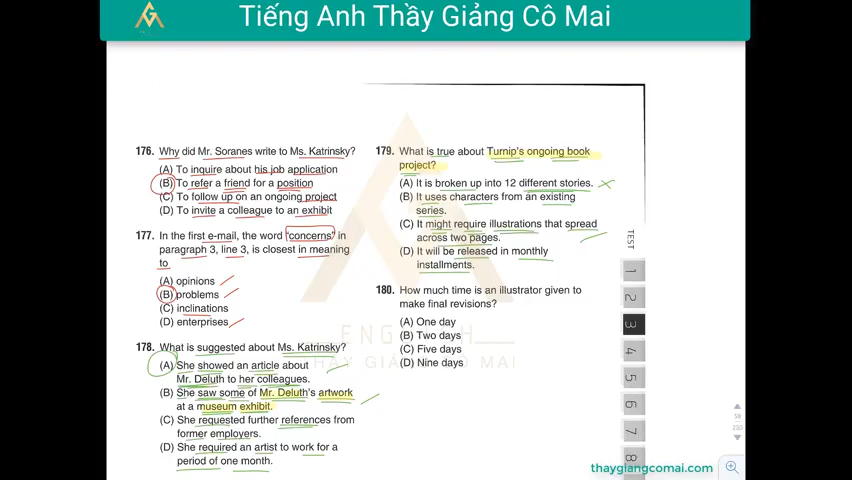 Tiếng Anh Thầy Giảng Cô Mai
176. Why did Mr. Soranes write to Ms. Katrinsky?
(A) To inquire about his job application
(B) To refer a friend for a position
(C) To follow up on an ongoing project
(D) To invite a colleague to an exhibit
177. In the first e-mail, the word "concerns" in
paragraph 3, line 3, is closest in meaning
to
(A) opinions
(B) problems
(C) inclinations
(D) enterprises
178. What is suggested about Ms. Katrinsky?
(A) She showed an article about
Mr. Deluth to her colleagues.
(B) She saw some of Mr. Deluth's artwork
at a museum exhibit.
(C) She requested further references from
former employers.
(D) She required an artist to work for a
period of one month.
179. What is true about Turnip's ongoing book
project?
(A) It is broken up into 12 different stories.
(B) It uses characters from an existing
series.
(C) It might require illustrations that spread
across two pages.
(D) It will be released in monthly
installments.
180. How much time is an illustrator given to
make final revisions?
(A) One day
(B) Two days
(C) Five days
(D) Nine days
TEST
1
2
3
4
5
6
7
8
thaygiangcomai.com